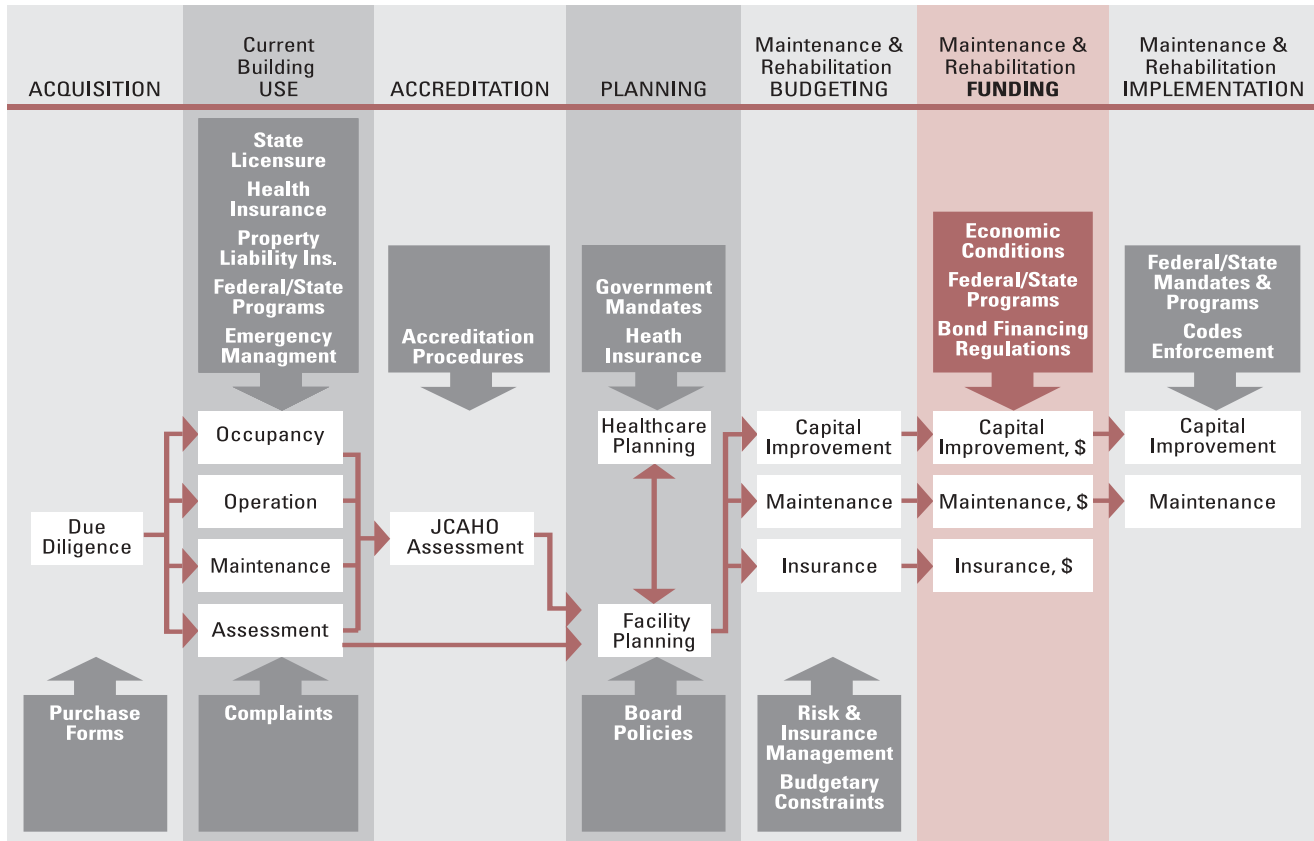 ACQUISITION
Current
Building
USE
ACCREDITATION
PLANNING
Maintenance &
Rehabilitation
BUDGETING
Maintenance &
Rehabilitation
FUNDING
Maintenance &
Rehabilitation
IMPLEMENTATION
State
Licensure
Health
Insurance
Property
Liability Ins.
Federal/State
Programs
Emergency
Managment
Accreditation
Procedures
Government
Mandates
Heath
Insurance
Economic
Conditions
Federal/State
Programs
Bond Financing
Regulations
Federal/State
Mandates &
Programs
Codes
Enforcement
Due
Diligence
Occupancy
Operation
Maintenance
Assessment
JCAHO
Assessment
Healthcare
Planning
Facility
Planning
Capital
Improvement
Maintenance
Insurance
Capital
Improvement, $
Maintenance, $
Insurance, $
Capital
Improvement
Maintenance
Purchase
Forms
Complaints
Board
Policies
Risk &
Insurance
Management
Budgetary
Constraints